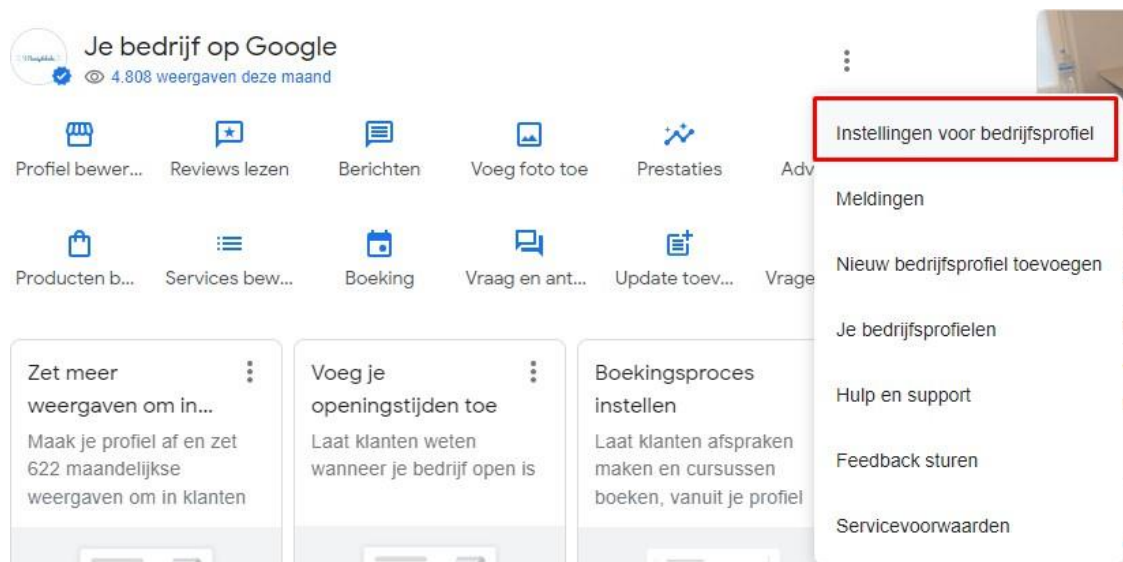 Je bedrijf op Google
4.808 weergaven deze maand
Profiel bewer...
Reviews lezen
Berichten
Voeg foto toe
Prestaties
Adv
Producten b...
Services bew...
Boeking
Vraag en ant...
Update toev...
Vrage
Zet meer
weergaven om in...
Maak je profiel af en zet
622 maandelijkse
weergaven om in klanten
Voeg je
openingstijden toe
Laat klanten weten
wanneer je bedrijf open is
Boekingsproces
instellen
Laat klanten afspraken
maken en cursussen
boeken, vanuit je profiel
Instellingen voor bedrijfsprofiel
Meldingen
Nieuw bedrijfsprofiel toevoegen
Je bedrijfsprofielen
Hulp en support
Feedback sturen
Servicevoorwaarden